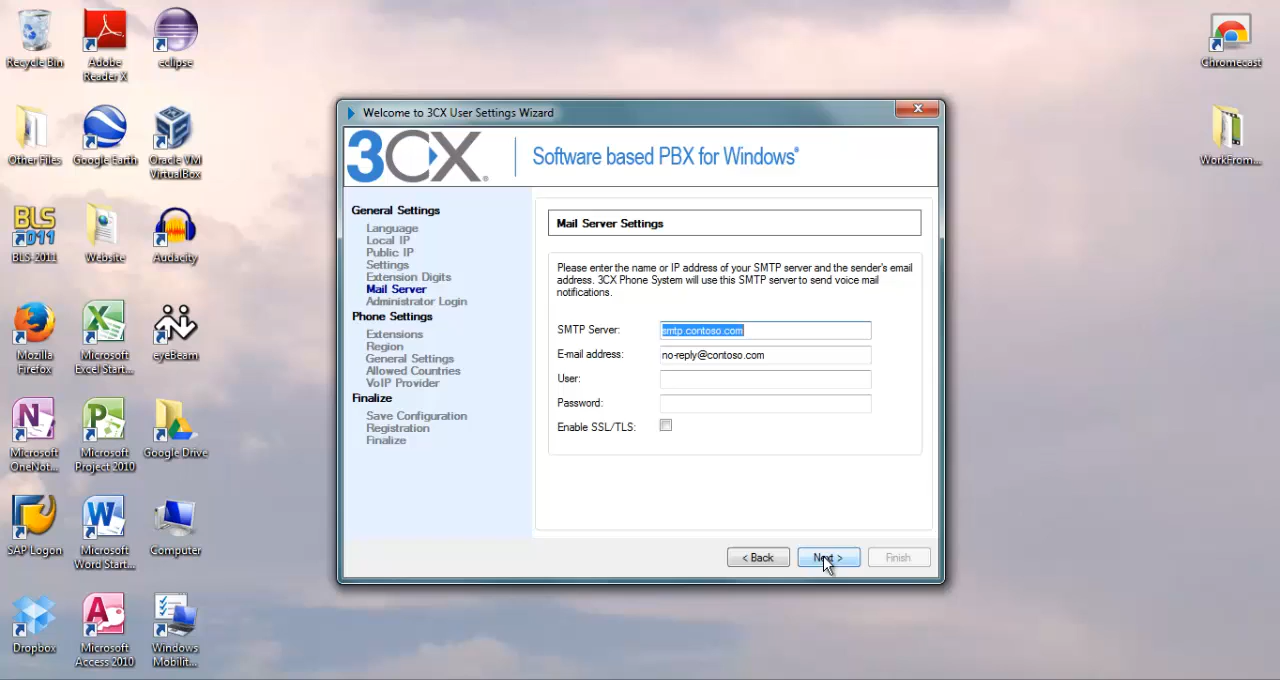 Recycle Bin
Adobe
Reader X
eclipse
Chromecast
Other Files
Google Earth
Oracle VM
VirtualBox
WorkFrom...
BLS
2011
BLS-2011
Website
Audacity
Mozilla
Firefox
Microsoft
Excel Start...
eyeBeam
Microsoft
OneNot...
Microsoft
Project 2010
Google Drive
SAP Logon
Microsoft
Word Start...
Computer
Dropbox
Microsoft
Access 2010
Windows
Mobilit...
Welcome to 3CX User Settings Wizard
3CX®
Software based PBX for Windows*
General Settings
Language
Local IP
Public IP
Settings
Extension Digits
Mail Server
Administrator Login
Phone Settings
Extensions
Region
General Settings
Allowed Countries
VoIP Provider
Finalize
Save Configuration
Registration
Finalize
Mail Server Settings
Please enter the name or IP address of your SMTP server and the sender's email
address. 3CX Phone System will use this SMTP server to send voice mail
notifications.
SMTP Server: smtp.contoso.com
E-mail address: no-reply@contoso.com
User:
Password:
Enable SSL/TLS:
< Back Next > Finish